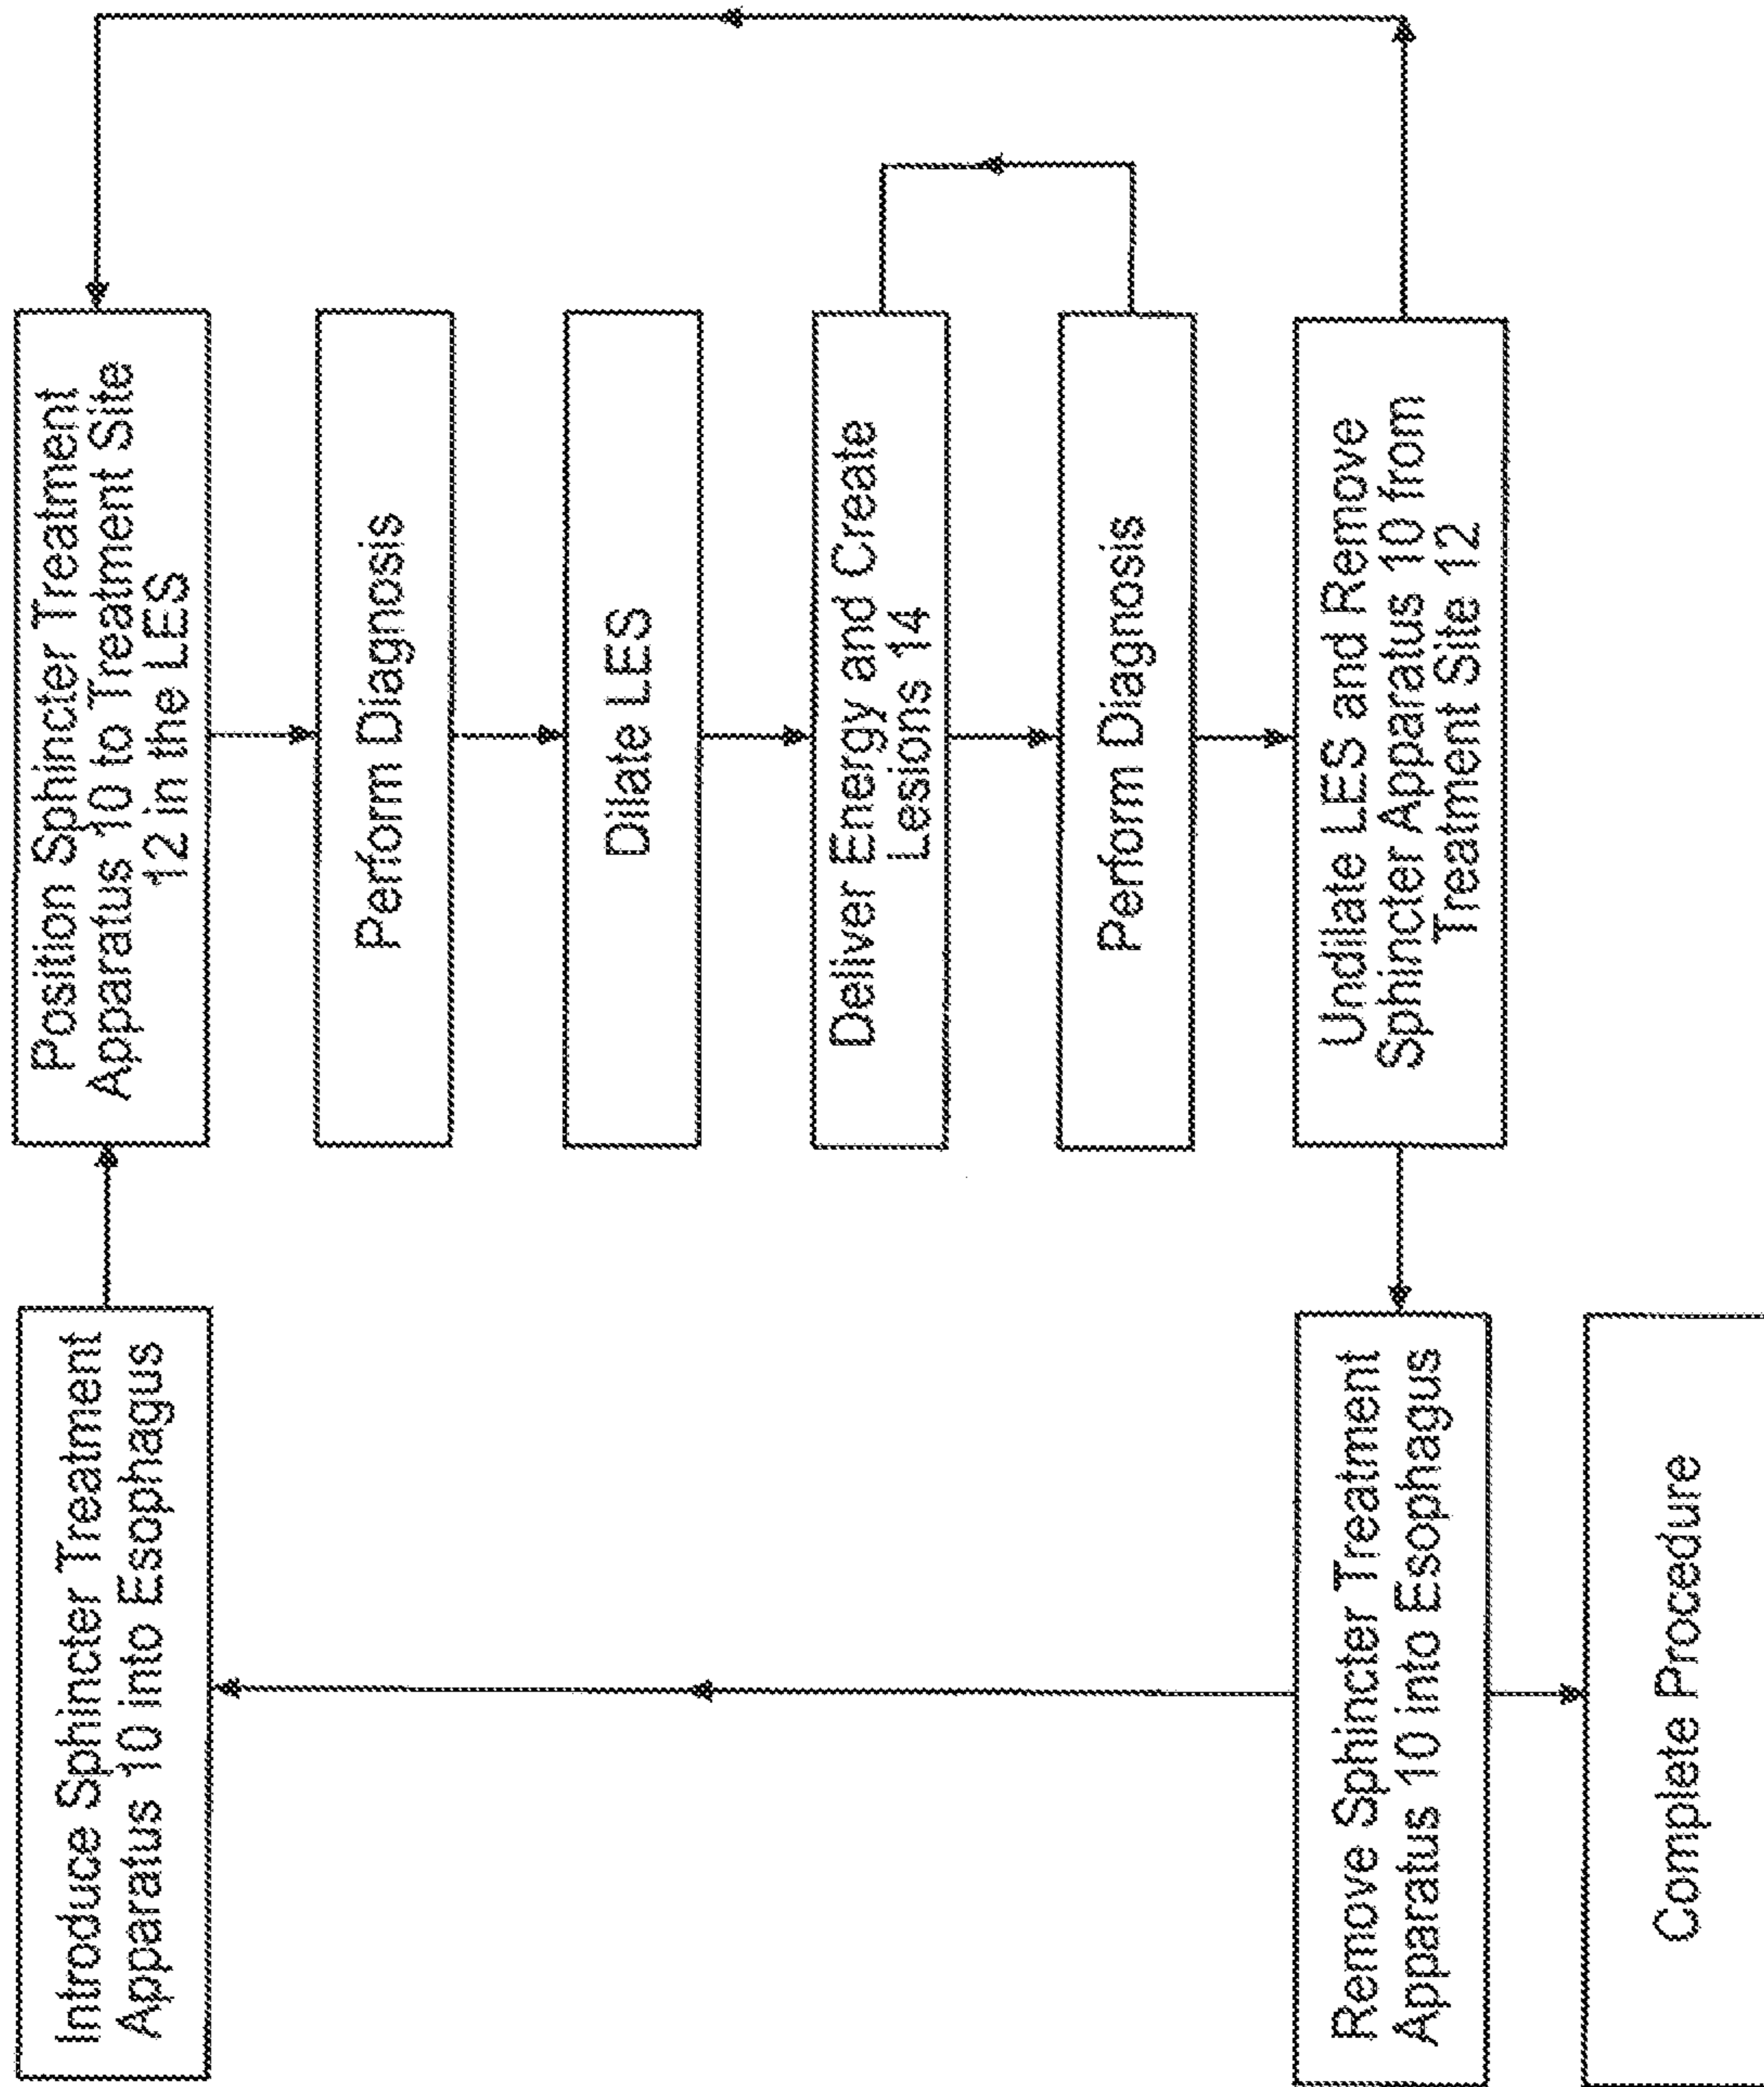 Introduce Sphincter Treatment
Apparatus 10 into Esophagus
Position Sphincter Treatment
Apparatus 10 to Treatment Site
12 in the LES
Perform Diagnosis
Dilate LES
Deliver Energy and Create
Lesions 14
Perform Diagnosis
Undilate LES and Remove
Sphincter Apparatus 10 from
Treatment Site 12
Remove Sphincter Treatment
Apparatus 10 into Esophagus
Complete Procedure